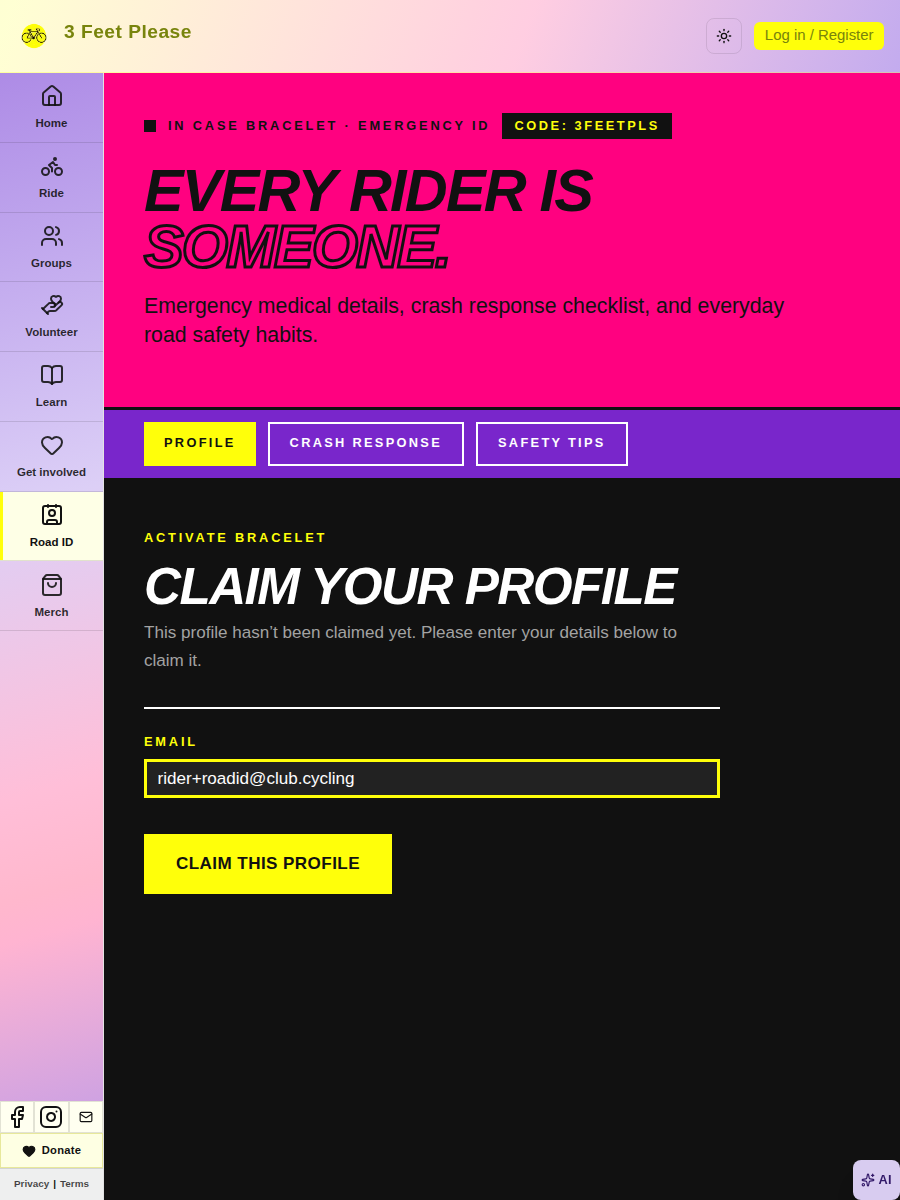 3 Feet Please
Log in / Register
Home
Ride
Groups
Volunteer
Learn
Get involved
Road ID
Merch
Donate
Privacy | Terms
IN CASE BRACELET · EMERGENCY ID
CODE: 3FEETPLS
EVERY RIDER IS
SOMEONE.
Emergency medical details, crash response checklist, and everyday
road safety habits.
PROFILE
CRASH RESPONSE
SAFETY TIPS
ACTIVATE BRACELET
CLAIM YOUR PROFILE
This profile hasn’t been claimed yet. Please enter your details below to
claim it.
EMAIL
rider+roadid@club.cycling
CLAIM THIS PROFILE
AI